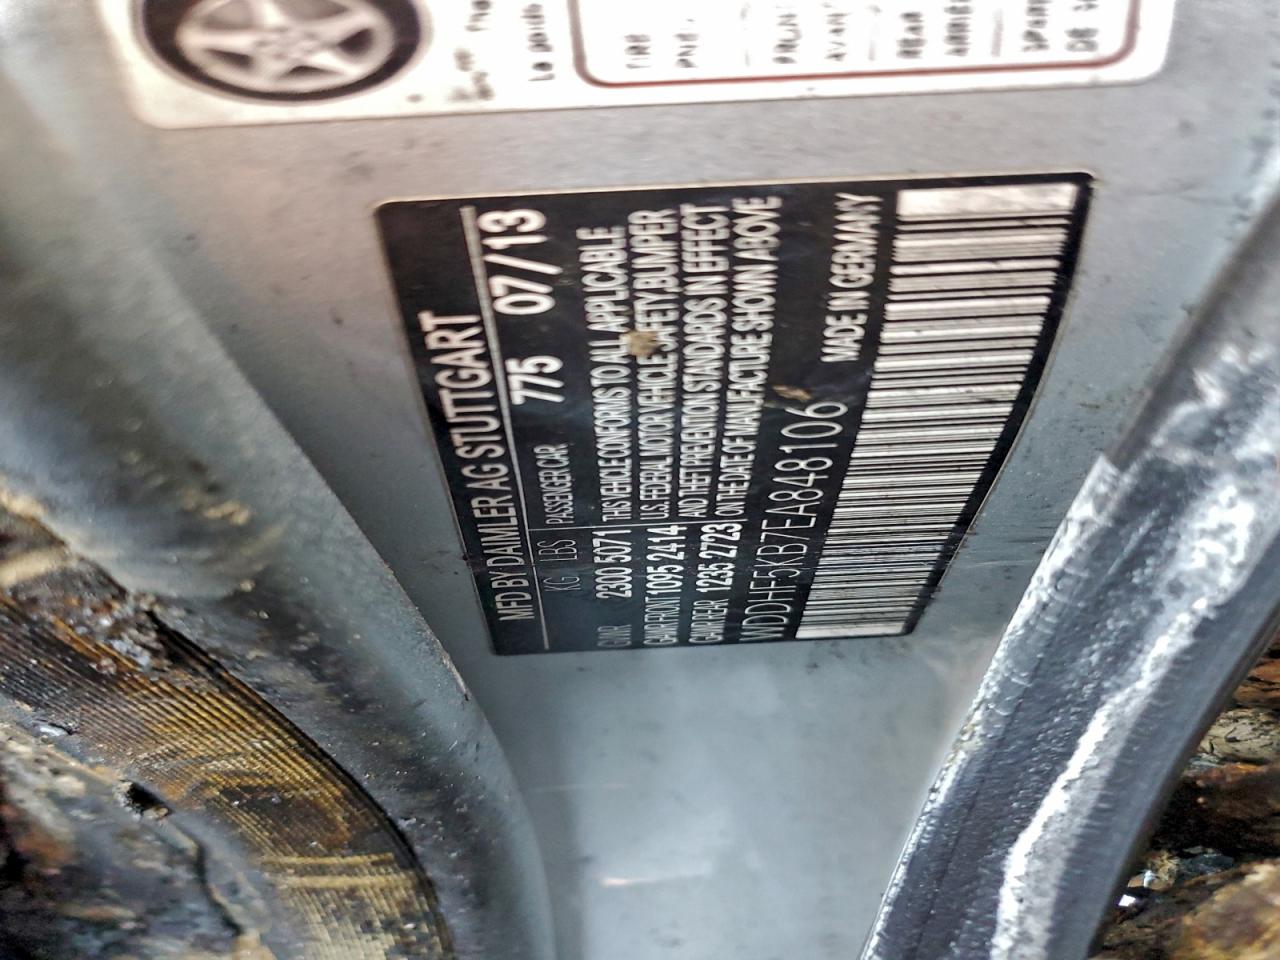 MFD BY DAIMLER AG STUTTGART
KG LBS PASSENGER CAR 775 07/13
GVWR 2300 5071 THIS VEHICLE CONFORMS TO ALL APPLICABLE
GAWR FRONT 1095 2414 U.S. FEDERAL MOTOR VEHICLE SAFETY BUMPER
GAWR REAR 1235 2723 AND THEFT PREVENTION STANDARDS IN EFFECT
ON THE DATE OF MANUFACTURE SHOWN ABOVE
WDDHF5KB7EA848106 MADE IN GERMANY
TIRE
REAR